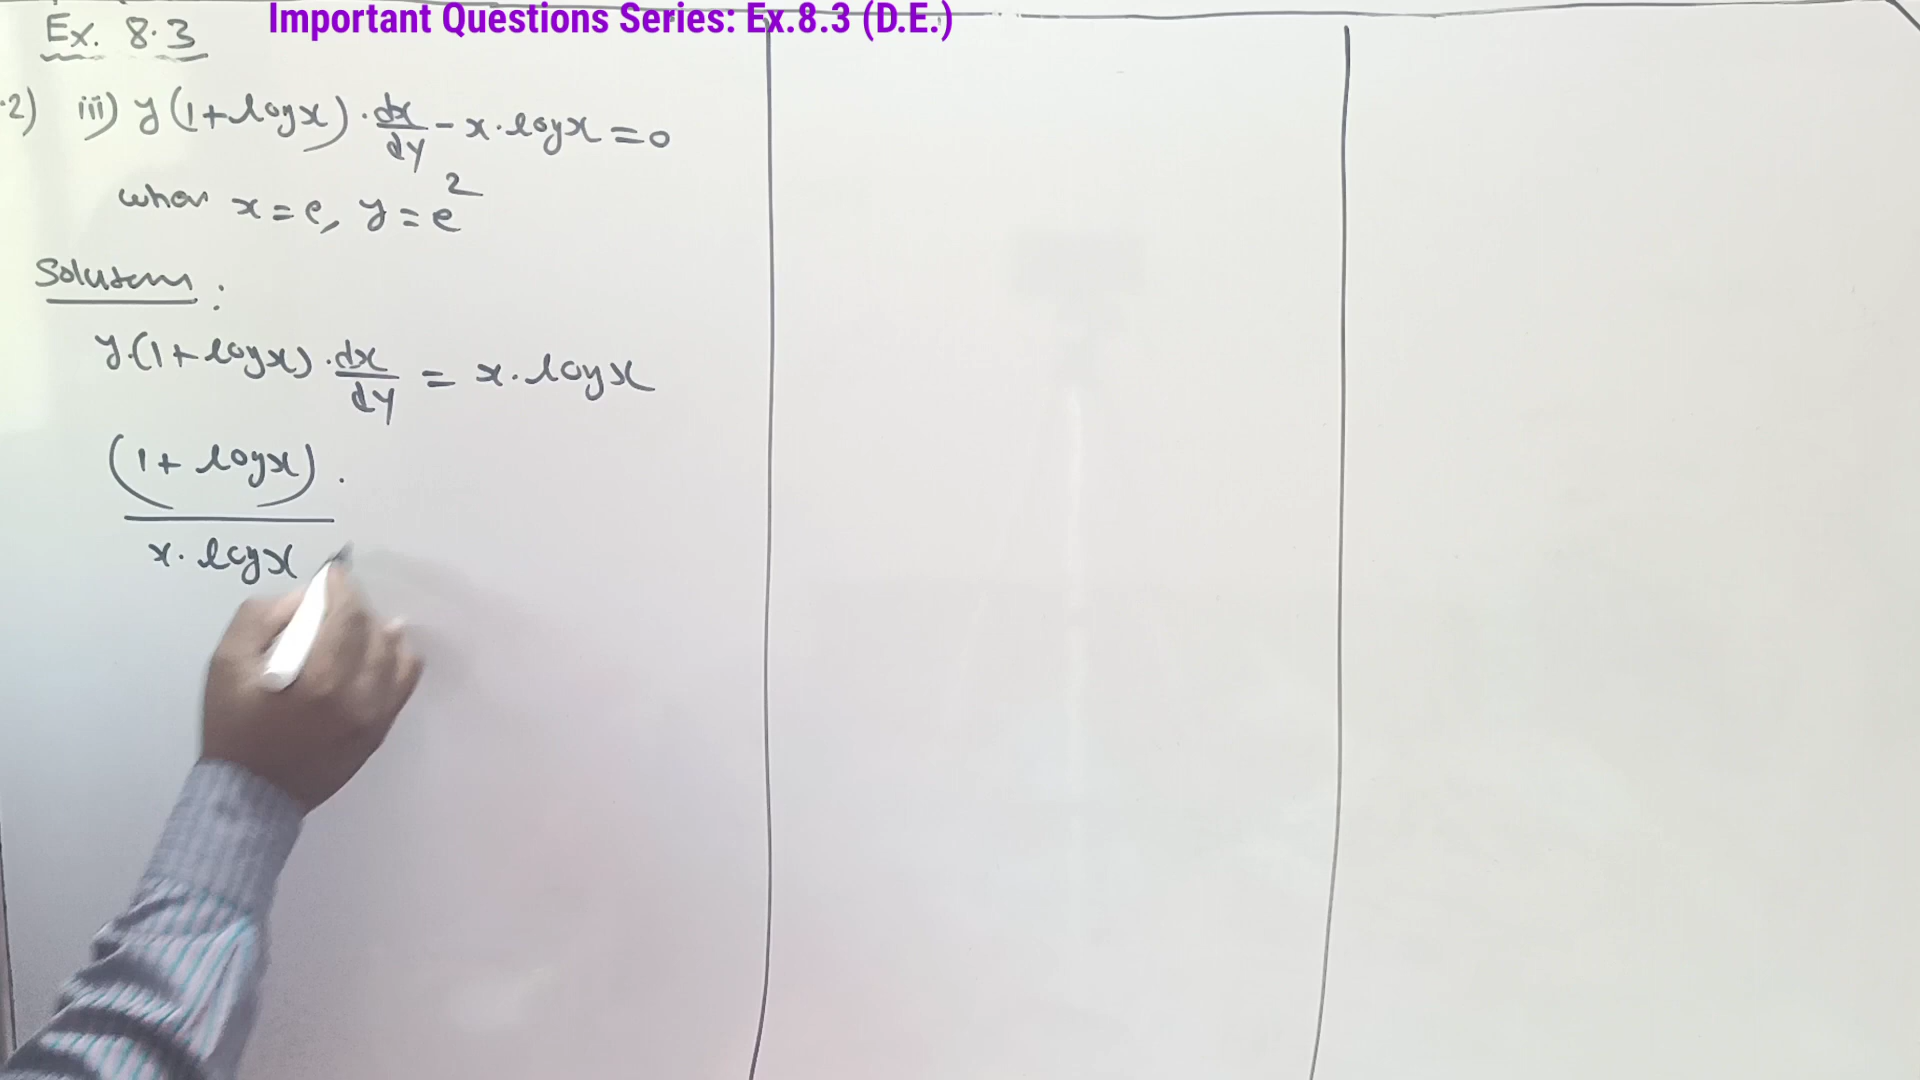 Important Questions Series: Ex.8.3 (D.E.)
Ex. 8.3
2) iii) y(1+logx)·dx/dy - x·logx = 0
when x=e, y=e²
Solution:
y·(1+logx)·dx/dy = x·logx
(1+logx)·
x·logx